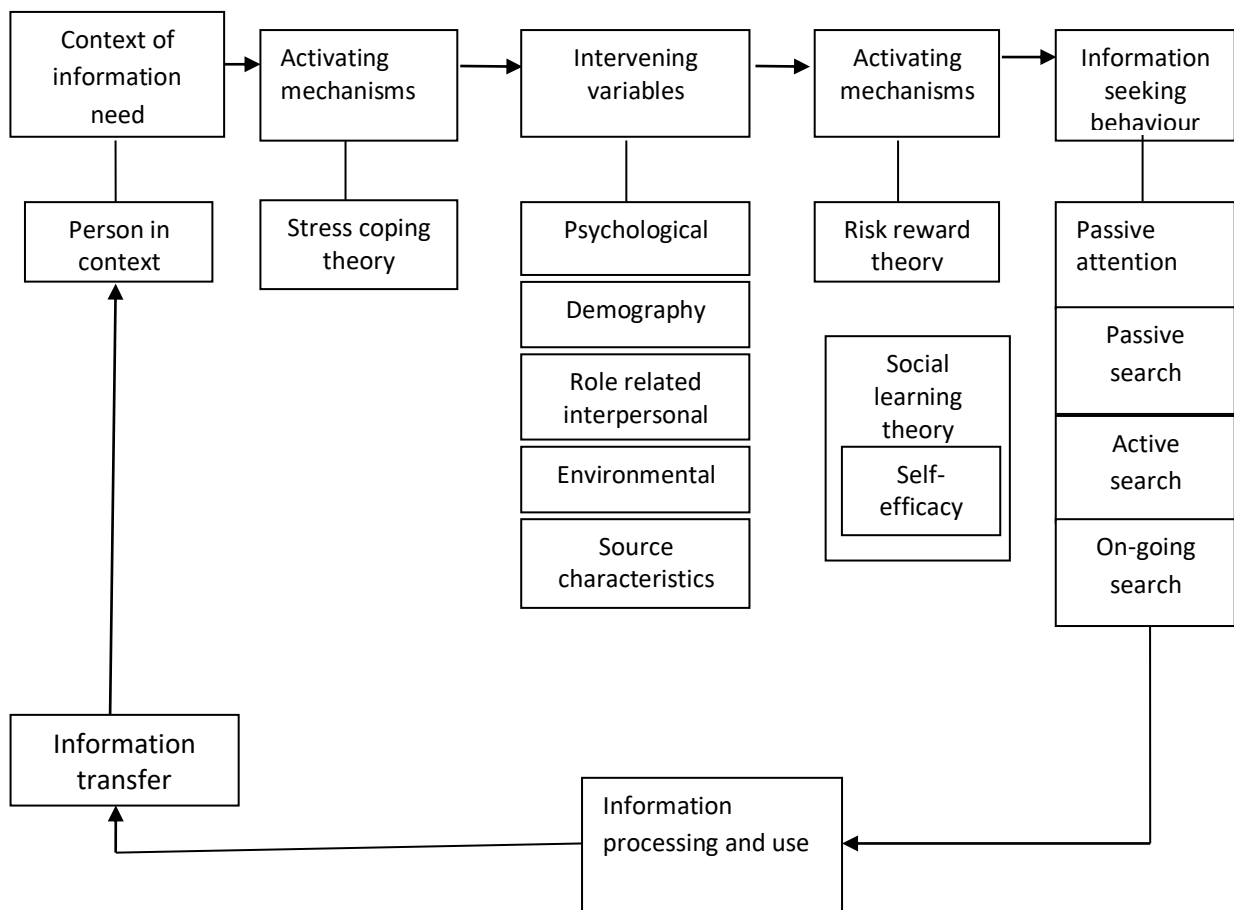 Context of
information
need
Activating
mechanisms
Intervening
variables
Activating
mechanisms
Information
seeking
behaviour
Person in
context
Stress coping
theory
Psychological
Demography
Role related
interpersonal
Environmental
Source
characteristics
Risk reward
theory
Social
learning
theory
Self-
efficacy
Passive
attention
Passive
search
Active
search
On-going
search
Information
transfer
Information
processing and use